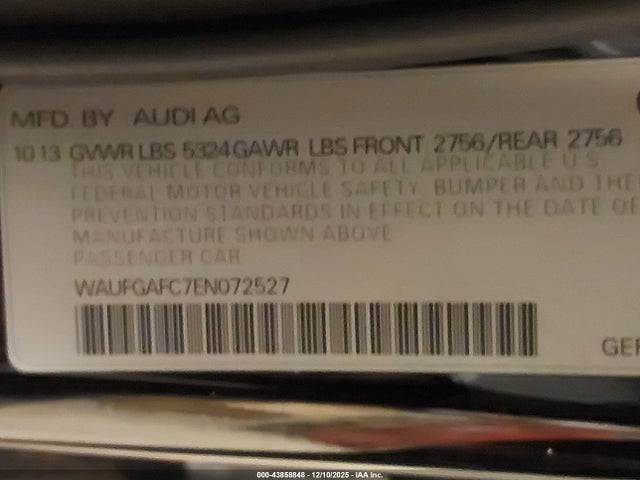 MFD. BY AUDI AG
10 13 GVWR LBS 5324 GAWR LBS FRONT 2756/REAR 2756
THIS VEHICLE CONFORMS TO ALL APPLICABLE U S
FEDERAL MOTOR VEHICLE SAFETY, BUMPER AND THE
PREVENTION STANDARDS IN EFFECT ON THE DATE OF
MANUFACTURE SHOWN ABOVE
PASSENGER CAR
WAUFGAFC7EN072527
GER
000-43858848 - 12/10/2025 - IAA Inc.